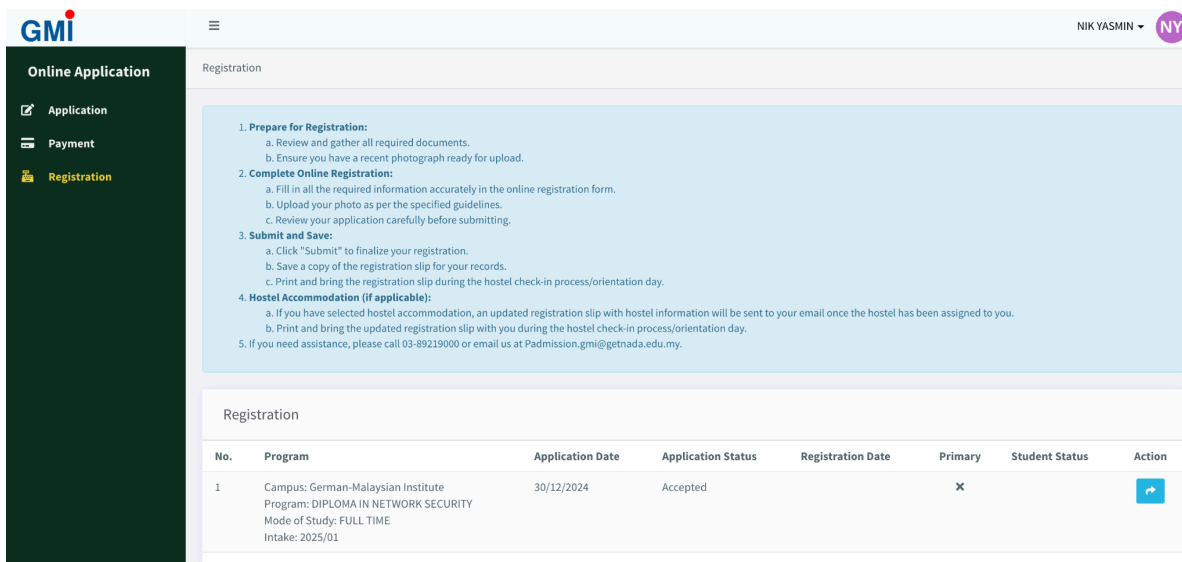 GMi
NIK YASMIN
NY
Online Application
Application
Payment
Registration
Registration
1. Prepare for Registration:
a. Review and gather all required documents.
b. Ensure you have a recent photograph ready for upload.
2. Complete Online Registration:
a. Fill in all the required information accurately in the online registration form.
b. Upload your photo as per the specified guidelines.
c. Review your application carefully before submitting.
3. Submit and Save:
a. Click "Submit" to finalize your registration.
b. Save a copy of the registration slip for your records.
c. Print and bring the registration slip during the hostel check-in process/orientation day.
4. Hostel Accommodation (if applicable):
a. If you have selected hostel accommodation, an updated registration slip with hostel information will be sent to your email once the hostel has been assigned to you.
b. Print and bring the updated registration slip with you during the hostel check-in process/orientation day.
5. If you need assistance, please call 03-89219000 or email us at Padmission.gmi@getnada.edu.my.
Registration
No. Program Application Date Application Status Registration Date Primary Student Status Action
1 Campus: German-Malaysian Institute 30/12/2024 Accepted
Program: DIPLOMA IN NETWORK SECURITY
Mode of Study: FULL TIME
Intake: 2025/01